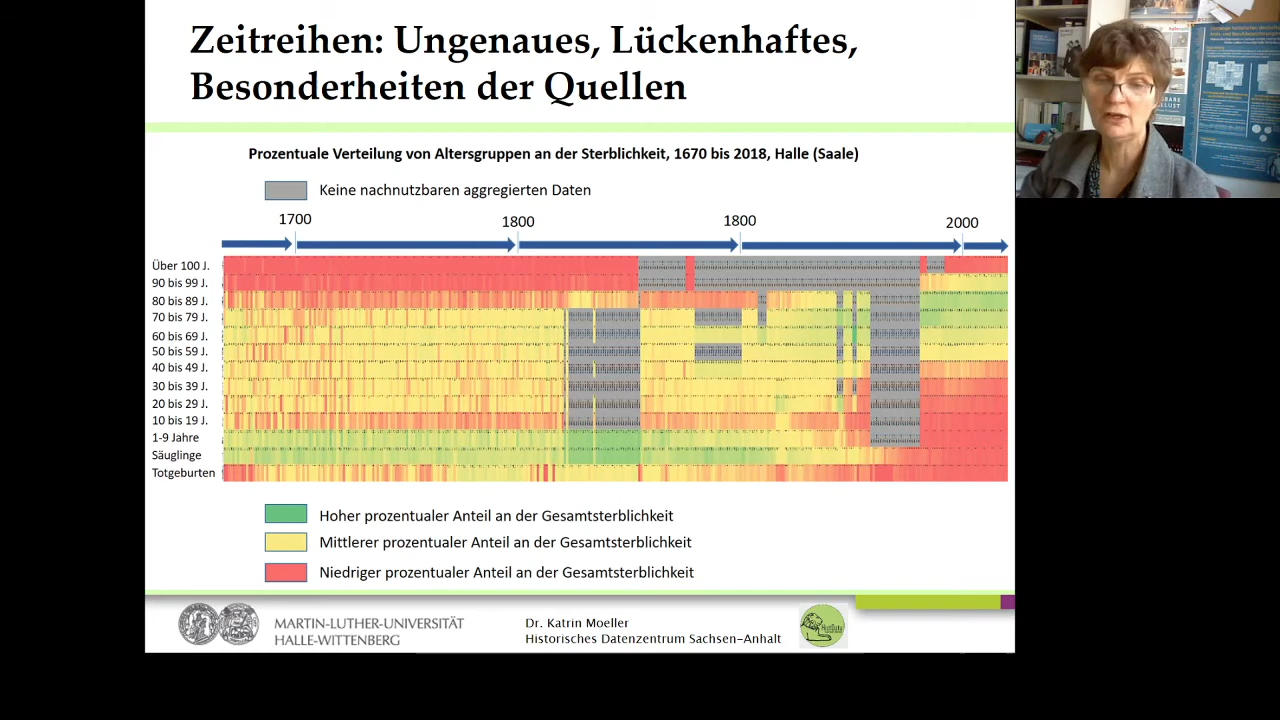 Zeitreihen: Ungenaues, Lückenhaftes,
Besonderheiten der Quellen
Prozentuale Verteilung von Altersgruppen an der Sterblichkeit, 1670 bis 2018, Halle (Saale)
Keine nachnutzbaren aggregierten Daten
1700 1800 1800 2000
Über 100 J.
90 bis 99 J.
80 bis 89 J.
70 bis 79 J.
60 bis 69 J.
50 bis 59 J.
40 bis 49 J.
30 bis 39 J.
20 bis 29 J.
10 bis 19 J.
1-9 Jahre
Säuglinge
Totgeburten
Hoher prozentualer Anteil an der Gesamtsterblichkeit
Mittlerer prozentualer Anteil an der Gesamtsterblichkeit
Niedriger prozentualer Anteil an der Gesamtsterblichkeit
MARTIN-LUTHER-UNIVERSITÄT
HALLE-WITTENBERG
Dr. Katrin Moeller
Historisches Datenzentrum Sachsen-Anhalt